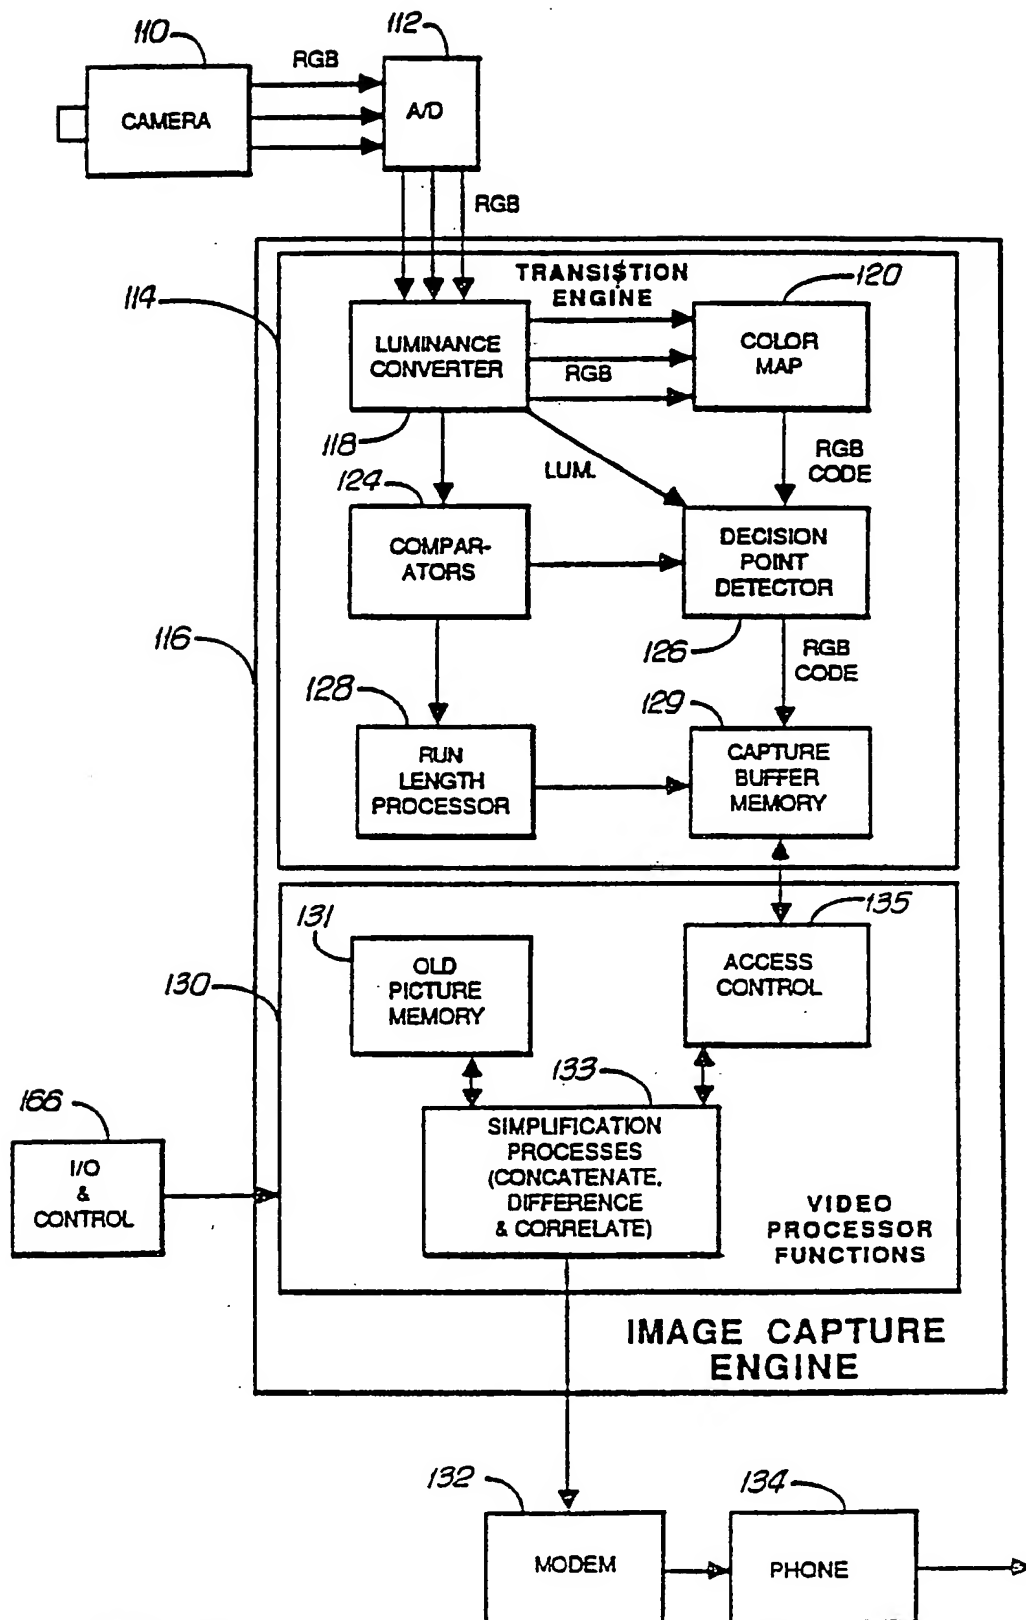 110
112
RGB
CAMERA
A/D
RGB
TRANSISTION
ENGINE
120
114
LUMINANCE
CONVERTER
RGB
COLOR
MAP
118
LUM.
RGB
CODE
124
COMPAR-
ATORS
DECISION
POINT
DETECTOR
116
126
RGB
CODE
128
129
RUN
LENGTH
PROCESSOR
CAPTURE
BUFFER
MEMORY
131
135
OLD
PICTURE
MEMORY
ACCESS
CONTROL
130
133
166
SIMPLIFICATION
PROCESSES
(CONCATENATE,
DIFFERENCE
& CORRELATE)
I/O
&
CONTROL
VIDEO
PROCESSOR
FUNCTIONS
IMAGE CAPTURE
ENGINE
132
134
MODEM
PHONE